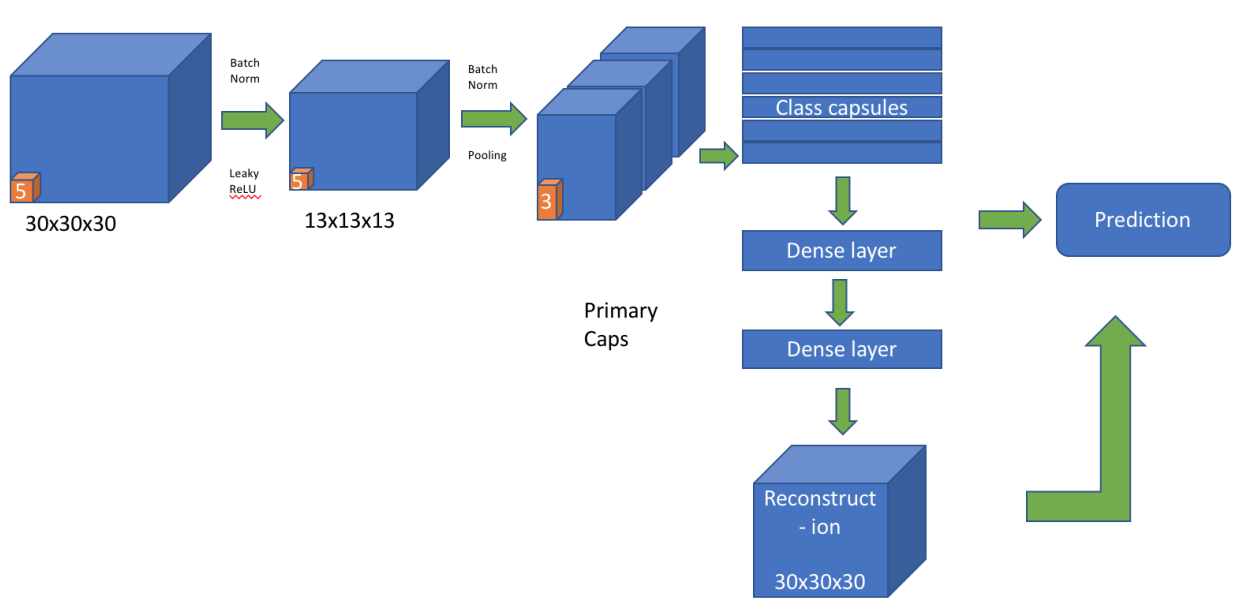 Batch
Norm
Leaky
ReLU
5
30x30x30
Batch
Norm
Pooling
5
13x13x13
3
Primary
Caps
Class capsules
Dense layer
Dense layer
Reconstruct
- ion
30x30x30
Prediction